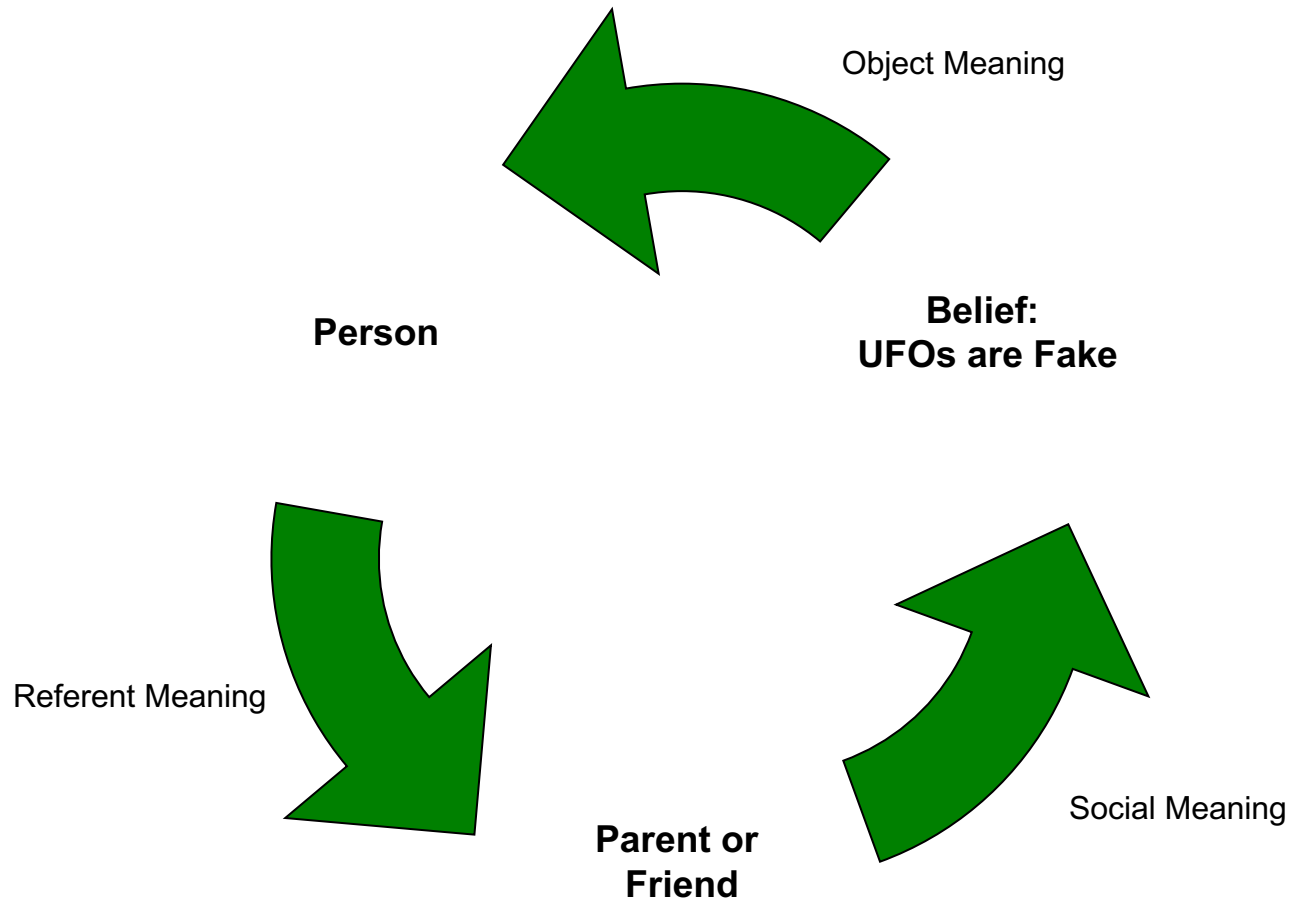 Object Meaning
Person
Belief:
UFOs are Fake
Referent Meaning
Social Meaning
Parent or
Friend